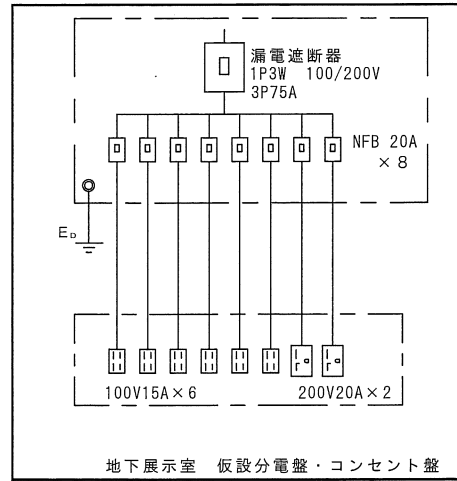 漏電遮断器
1P3W 100/200V
3P75A
NFB 20A
×8
ED
100V15A×6
200V20A×2
地下展示室 仮設分電盤・コンセント盤